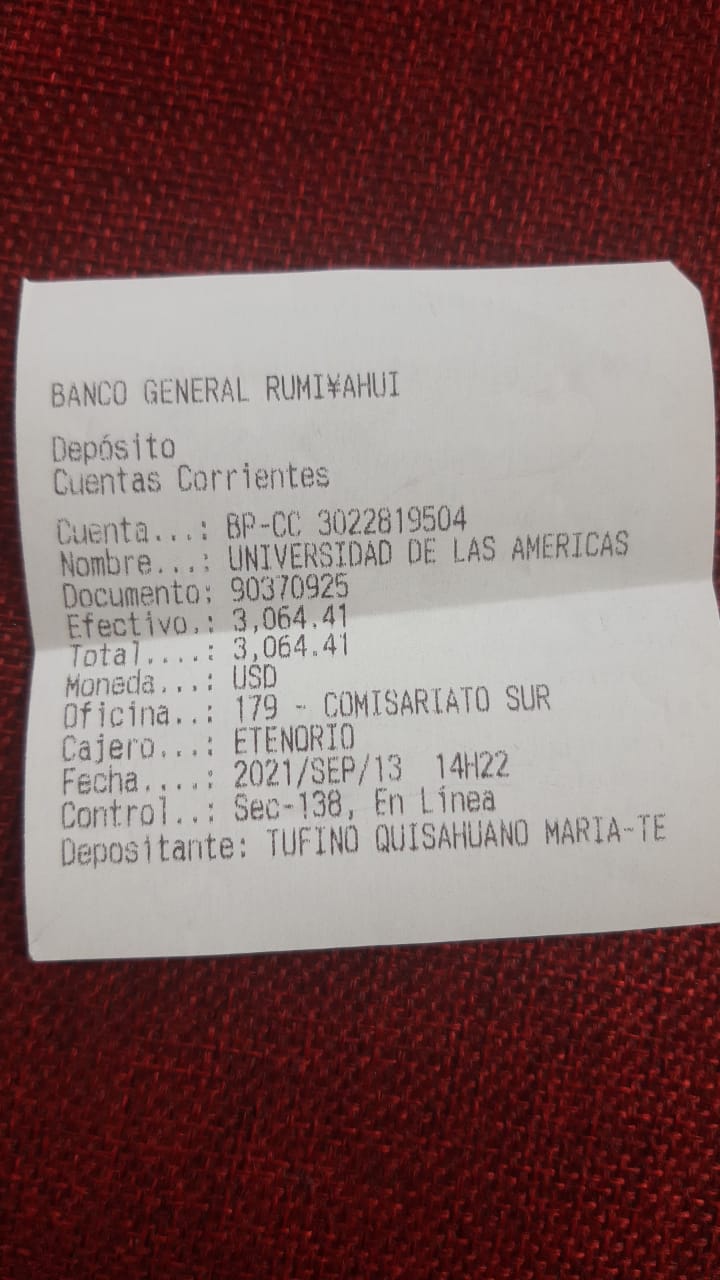 BANCO GENERAL RUMI¥AHUI
Depósito
Cuentas Corrientes
Cuenta...: BP-CC 3022819504
Nombre...: UNIVERSIDAD DE LAS AMERICAS
Documento: 90370925
Efectivo.: 3,064.41
Total....: 3,064.41
Moneda...: USD
Oficina..: 179 - COMISARIATO SUR
Cajero...: ETENORIO
Fecha....: 2021/SEP/13  14H22
Control..: Sec-138, En Línea
Depositante: TUFINO QUISAHUANO MARIA-TE